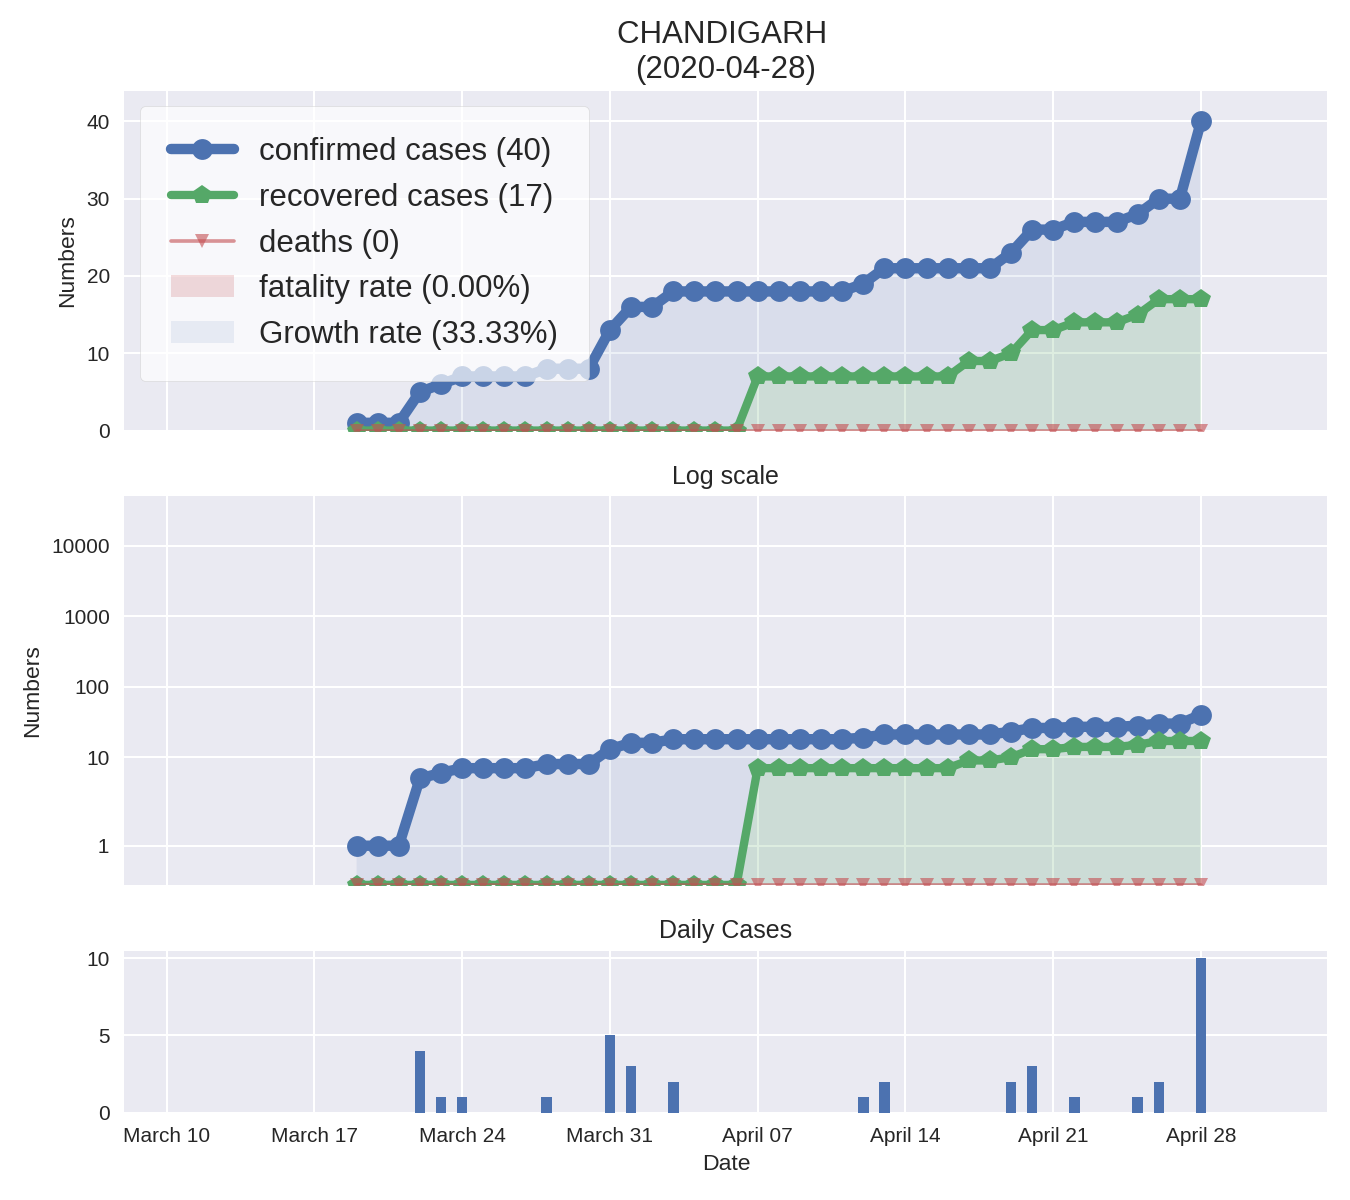 CHANDIGARH
(2020-04-28)
Numbers
40
30
20
10
0
confirmed cases (40)
recovered cases (17)
deaths (0)
fatality rate (0.00%)
Growth rate (33.33%)
Log scale
Numbers
10000
1000
100
10
1
Daily Cases
10
5
0
March 10 March 17 March 24 March 31 April 07 April 14 April 21 April 28
Date